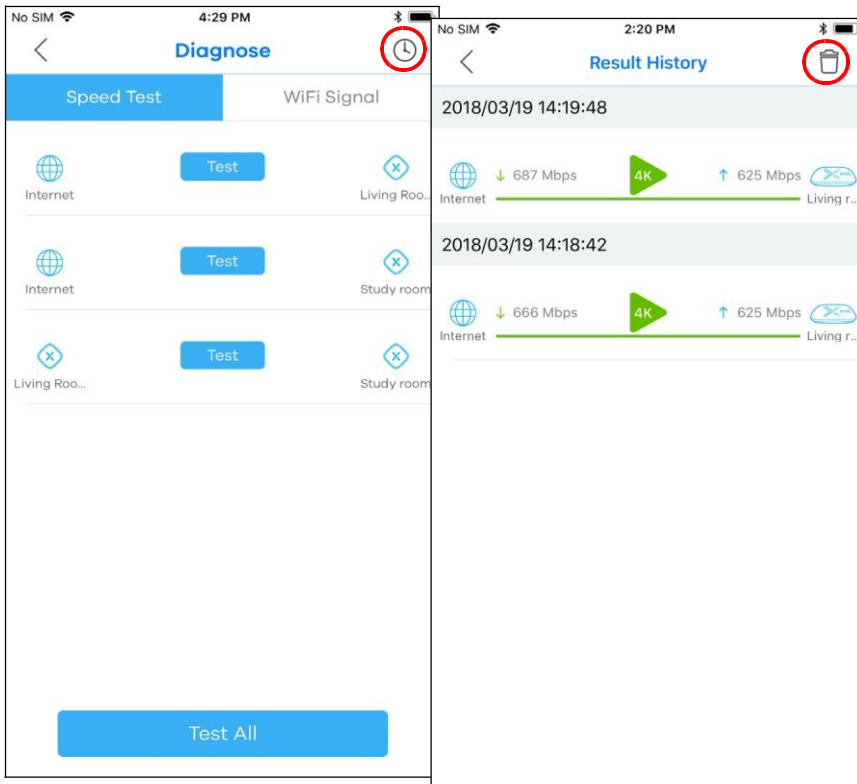 No SIM 4:29 PM
Diagnose
Speed Test WiFi Signal
Test
Internet Living Roo...
Test
Internet Study room
Test
Living Roo... Study room
Test All
No SIM 2:20 PM
Result History
2018/03/19 14:19:48
↓ 687 Mbps 4K ↑ 625 Mbps
Internet Living r...
2018/03/19 14:18:42
↓ 666 Mbps 4K ↑ 625 Mbps
Internet Living r...